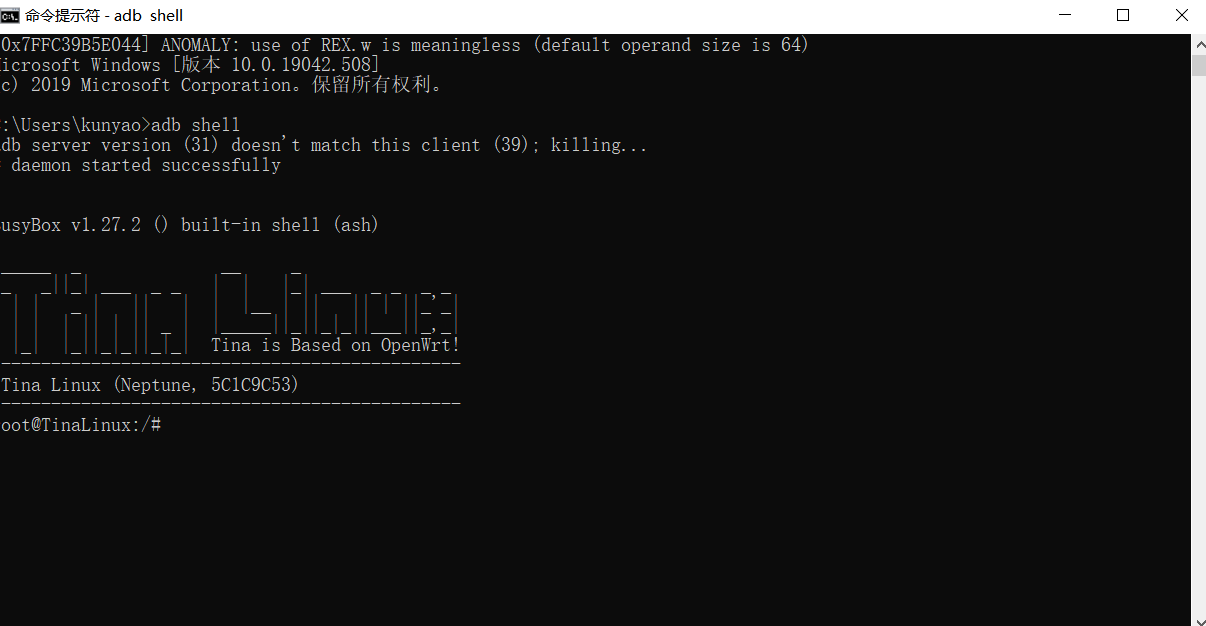 命令提示符 - adb shell
0x7FFC39B5E044] ANOMALY: use of REX.w is meaningless (default operand size is 64)
icrosoft Windows [版本 10.0.19042.508]
c) 2019 Microsoft Corporation。保留所有权利。
:\Users\kunyao>adb shell
db server version (31) doesn't match this client (39); killing...
daemon started successfully
usyBox v1.27.2 () built-in shell (ash)
Tina Linux
Tina is Based on OpenWrt!
----------------------------------------------
Tina Linux (Neptune, 5C1C9C53)
----------------------------------------------
oot@TinaLinux:/#